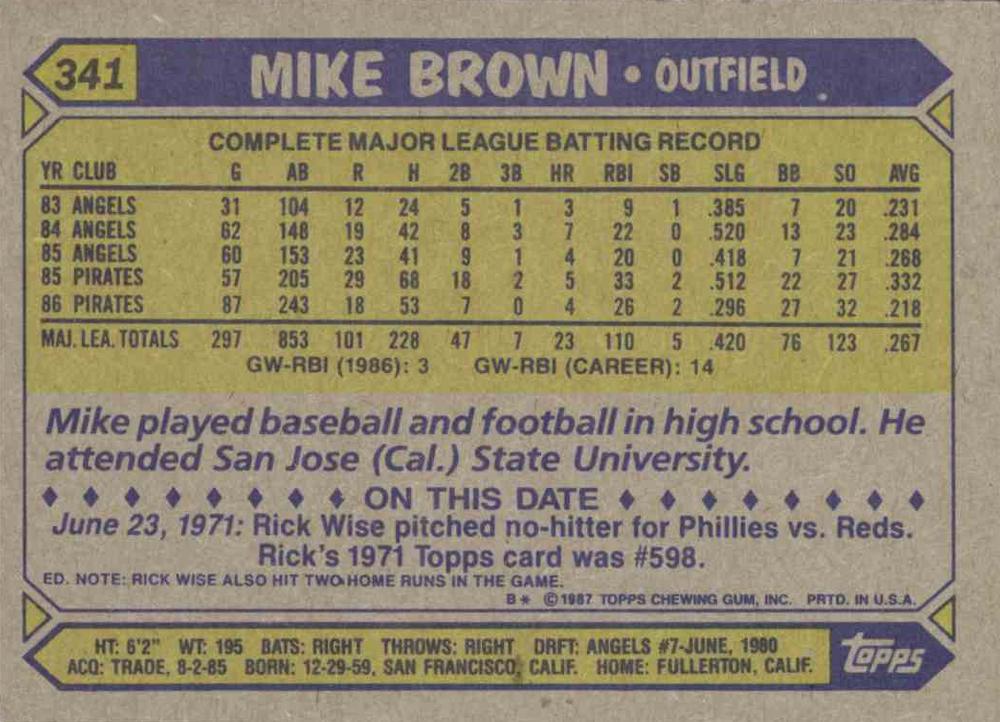 341 MIKE BROWN • OUTFIELD
COMPLETE MAJOR LEAGUE BATTING RECORD
YR CLUB G AB R H 2B 3B HR RBI SB SLG BB SO AVG
83 ANGELS 31 104 12 24 5 1 3 9 1 .385 7 20 .231
84 ANGELS 62 148 19 42 8 3 7 22 0 .520 13 23 .284
85 ANGELS 60 153 23 41 9 1 4 20 0 .418 7 21 .268
85 PIRATES 57 205 29 68 18 2 5 33 2 .512 22 27 .332
86 PIRATES 87 243 18 53 7 0 4 26 2 .296 27 32 .218
MAJ. LEA. TOTALS 297 853 101 228 47 7 23 110 5 .420 76 123 .267
GW-RBI (1986): 3 GW-RBI (CAREER): 14
Mike played baseball and football in high school. He
attended San Jose (Cal.) State University.
♦ ♦ ♦ ♦ ♦ ♦ ♦ ♦ ON THIS DATE ♦ ♦ ♦ ♦ ♦ ♦ ♦ ♦
June 23, 1971: Rick Wise pitched no-hitter for Phillies vs. Reds.
Rick's 1971 Topps card was #598.
ED. NOTE: RICK WISE ALSO HIT TWO HOME RUNS IN THE GAME.
B* ©1987 TOPPS CHEWING GUM, INC. PRTD. IN U.S.A.
HT: 6'2" WT: 195 BATS: RIGHT THROWS: RIGHT DRFT: ANGELS #7-JUNE, 1980
ACQ: TRADE, 8-2-85 BORN: 12-29-59, SAN FRANCISCO, CALIF. HOME: FULLERTON, CALIF.
topps